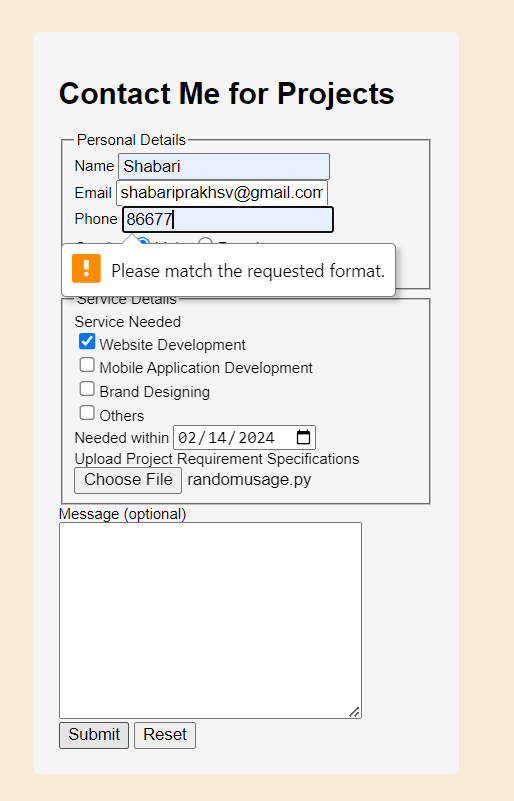 Contact Me for Projects
Personal Details
Name Shabari
Email shabariprakhsv@gmail.com
Phone 86677
Please match the requested format.
Service Details
Service Needed
Website Development
Mobile Application Development
Brand Designing
Others
Needed within 02/14/2024
Upload Project Requirement Specifications
Choose File randomusage.py
Message (optional)
Submit Reset